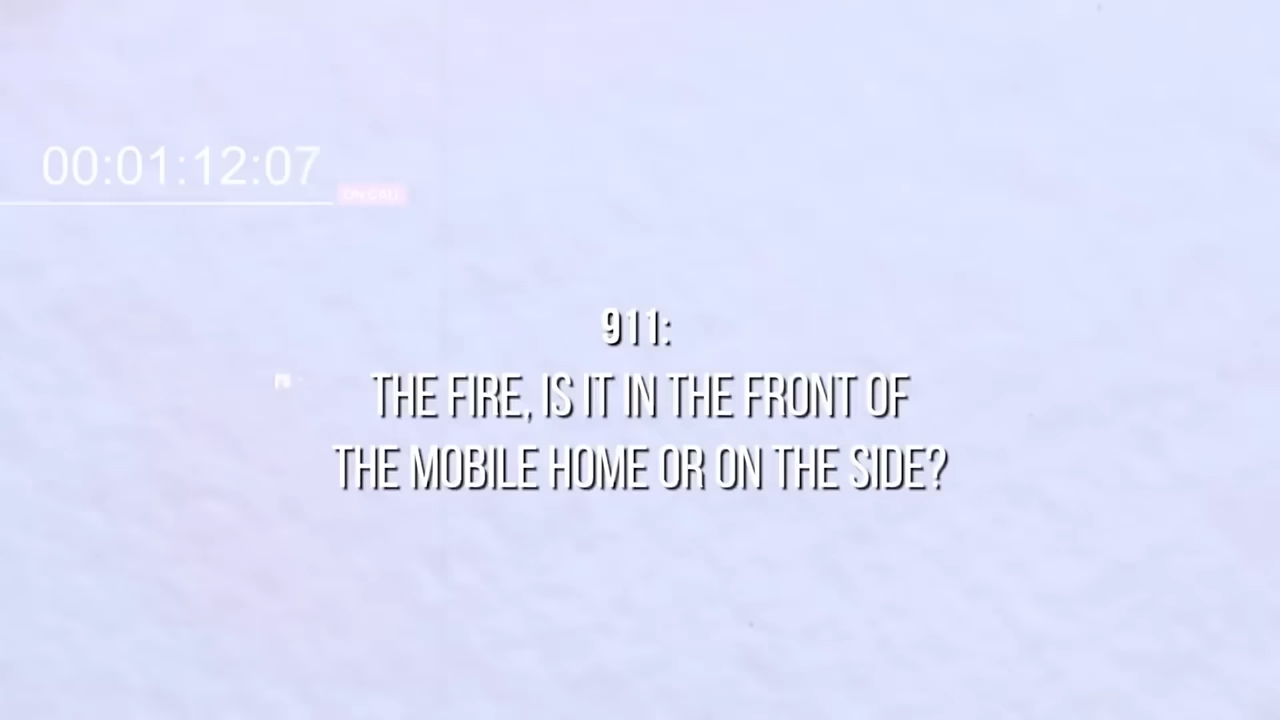 00:01:12:07
911:
THE FIRE, IS IT IN THE FRONT OF
THE MOBILE HOME OR ON THE SIDE?